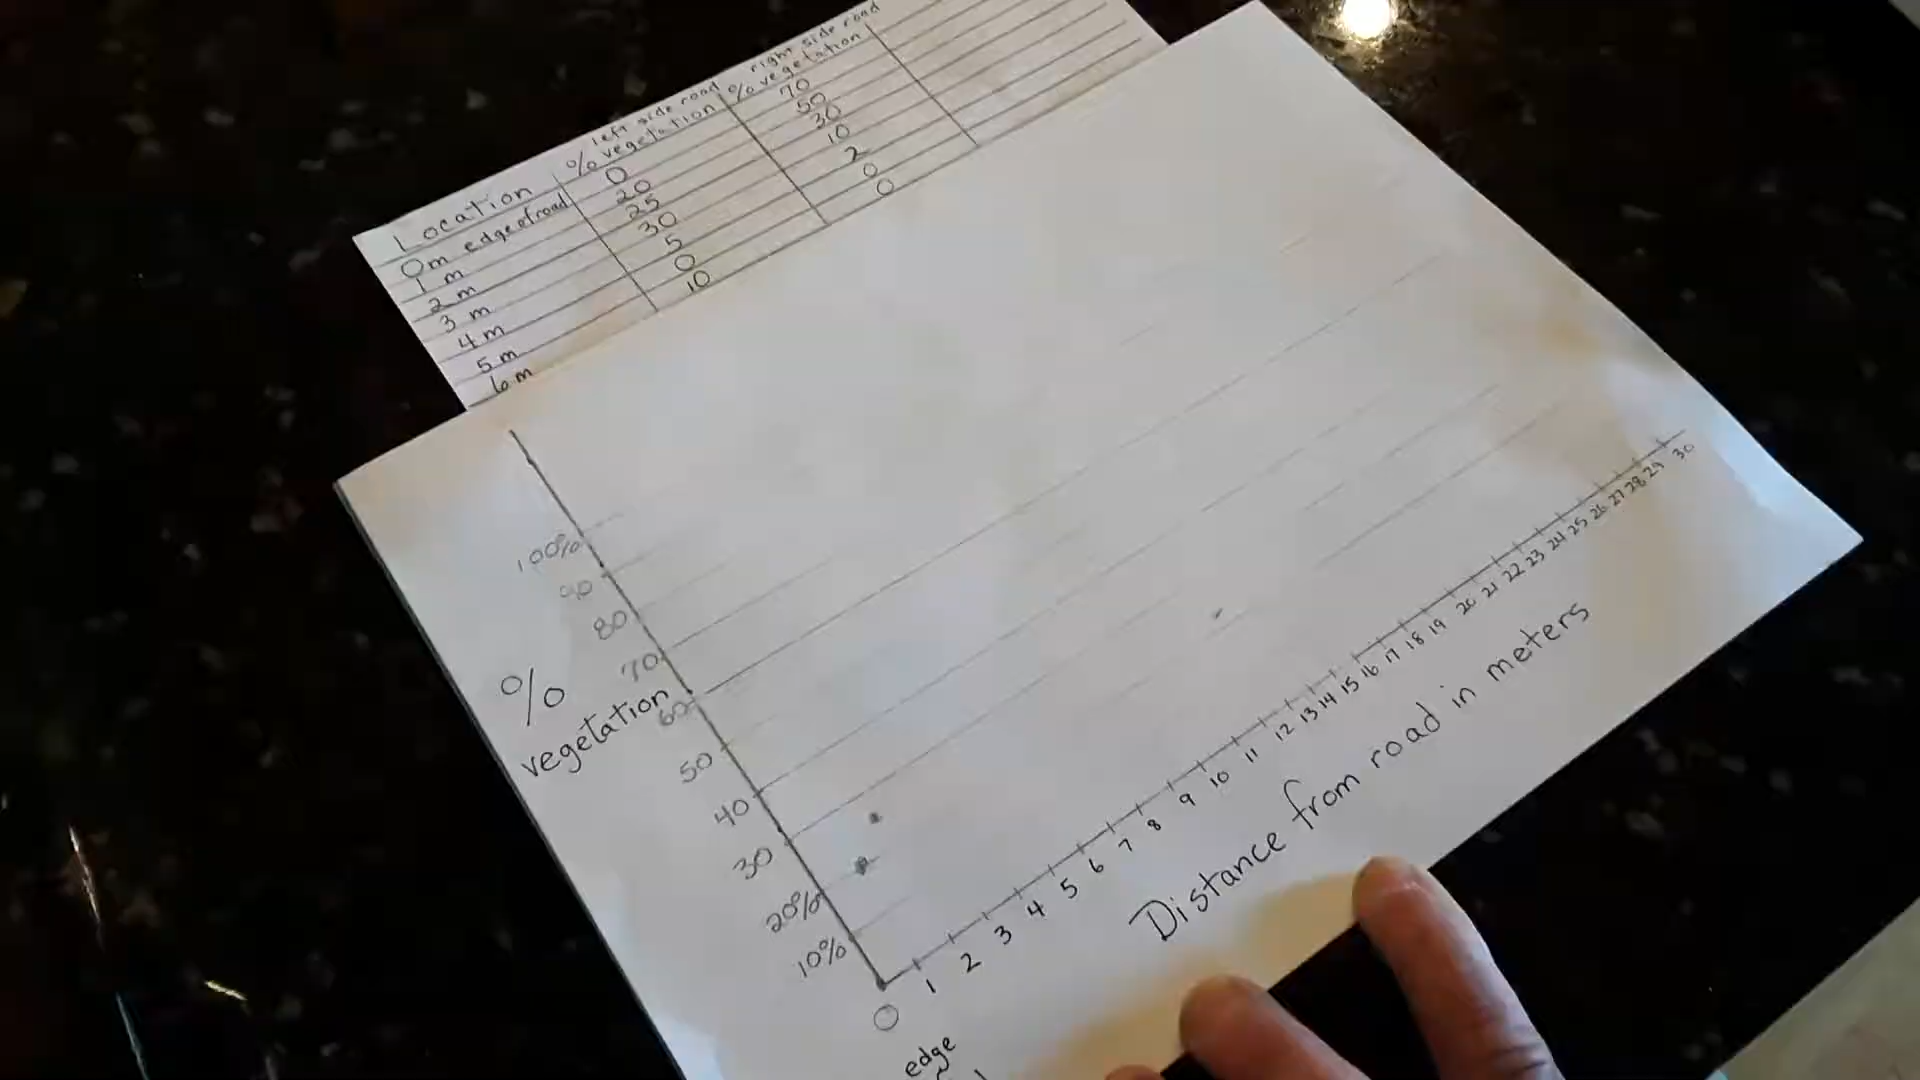 Location % left side road vegetation % right side road vegetation
0m edge of road 0 70
1 m 20 50
2 m 25 30
3 m 30 10
4 m 5 2
5 m 0 0
6 m 10 0
100%
90
80
70
60
50
40
30
20%
10%
0
%
vegetation
1 2 3 4 5 6 7 8 9 10 11 12 13 14 15 16 17 18 19 20 21 22 23 24 25 26 27 28 29 30
Distance from road in meters
edge